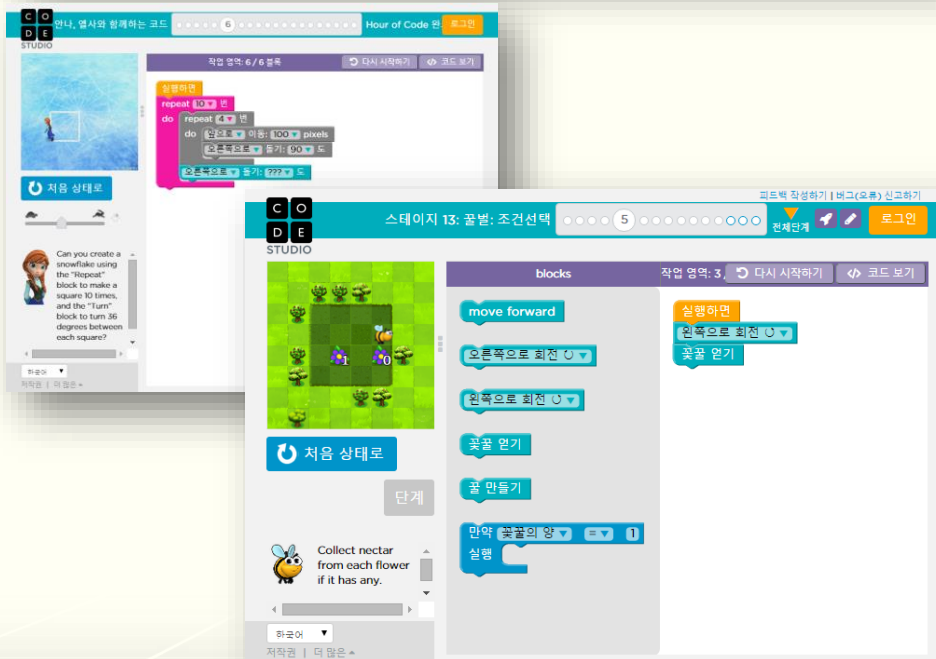 C O
D E
STUDIO
안나, 엘사와 함께하는 코드
6
Hour of Code 완
로그인
작업 영역: 6 / 6 블록
다시 시작하기
</> 코드 보기
실행하면
repeat 10 번
do repeat 4 번
do 앞으로 이동: 100 pixels
오른쪽으로 돌기: 90 도
오른쪽으로 돌기: ??? 도
처음 상태로
Can you create a
snowflake using
the "Repeat"
block to make a
square 10 times,
and the "Turn"
block to turn 36
degrees between
each square?
한국어
저작권 | 더 많은
피드백 작성하기 | 버그(오류) 신고하기
C O
D E
STUDIO
스테이지 13: 꿀벌: 조건선택
5
전체단계
로그인
blocks
작업 영역: 3
다시 시작하기
</> 코드 보기
move forward
오른쪽으로 회전
왼쪽으로 회전
꽃꿀 얻기
꿀 만들기
만약 꽃꿀의 양 = 1
실행
실행하면
왼쪽으로 회전
꽃꿀 얻기
1
0
처음 상태로
단계
Collect nectar
from each flower
if it has any.
한국어
저작권 | 더 많은